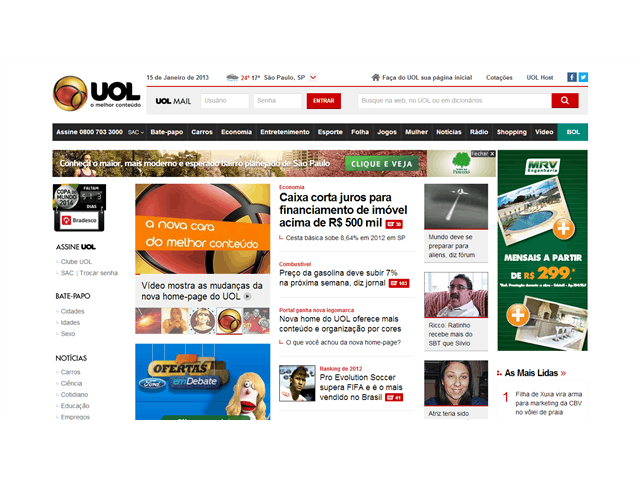 UOL
o melhor conteúdo
15 de Janeiro de 2013
24° 17° São Paulo, SP
Faça do UOL sua página inicial
Cotações
UOL Host
UOL MAIL
Usuário
Senha
ENTRAR
Busque na web, no UOL ou em dicionários
Assine 0800 703 3000 SAC Bate-papo Carros Economia Entretenimento Esporte Folha Jogos Mulher Notícias Rádio Shopping Vídeo BOL
Conheça o maior, mais moderno e esperado bairro planejado de São Paulo
CLIQUE E VEJA
Fechar X
COPA DO
MUNDO
2014
FALTAM
DIAS
Bradesco
ASSINE UOL
Clube UOL
SAC | Trocar senha
BATE-PAPO
Cidades
Idades
Sexo
NOTÍCIAS
Carros
Ciência
Cotidiano
Educação
Empregos
a nova cara
do melhor conteúdo
Vídeo mostra as mudanças da
nova home-page do UOL
OFERTAS
em Debate
Ford
Economia
Caixa corta juros para
financiamento de imóvel
acima de R$ 500 mil
Cesta básica sobe 8,64% em 2012 em SP
Combustível
Preço da gasolina deve subir 7%
na próxima semana, diz jornal 103
Portal ganha nova logomarca
Nova home do UOL oferece mais
conteúdo e organização por cores
O que você achou da nova home-page?
Ranking de 2012
Pro Evolution Soccer
supera FIFA e é o mais
vendido no Brasil 41
Mundo deve se
preparar para
aliens, diz fórum
Ricco: Ratinho
recebe mais do
SBT que Silvio
Atriz teria sido
MRV
Engenharia
MENSAIS A PARTIR
DE R$ 299,
As Mais Lidas »
1 Filha de Xuxa vira arma
para marketing da CBV
no vôlei de praia